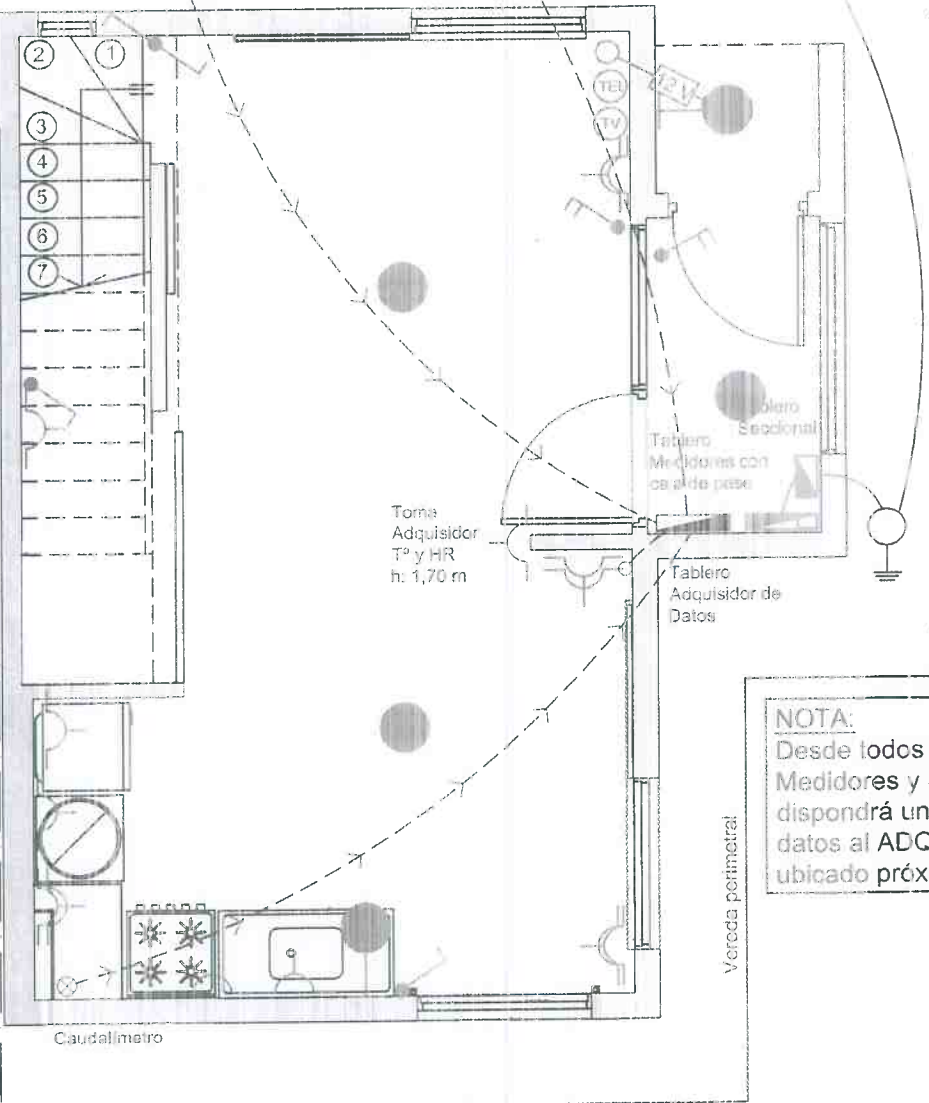 2
1
3
4
5
6
7
TEL
TV
12 V
Tablero
Seccional
Tablero
Medidores con
caja de pase
Toma
Adquisidor
Tº y HR
h: 1,70 m
Tablero
Adquisidor de
Datos
NOTA:
Desde todos
Medidores y
dispondrá un
datos al ADQ
ubicado próx
Vereda perimetral
Caudalímetro